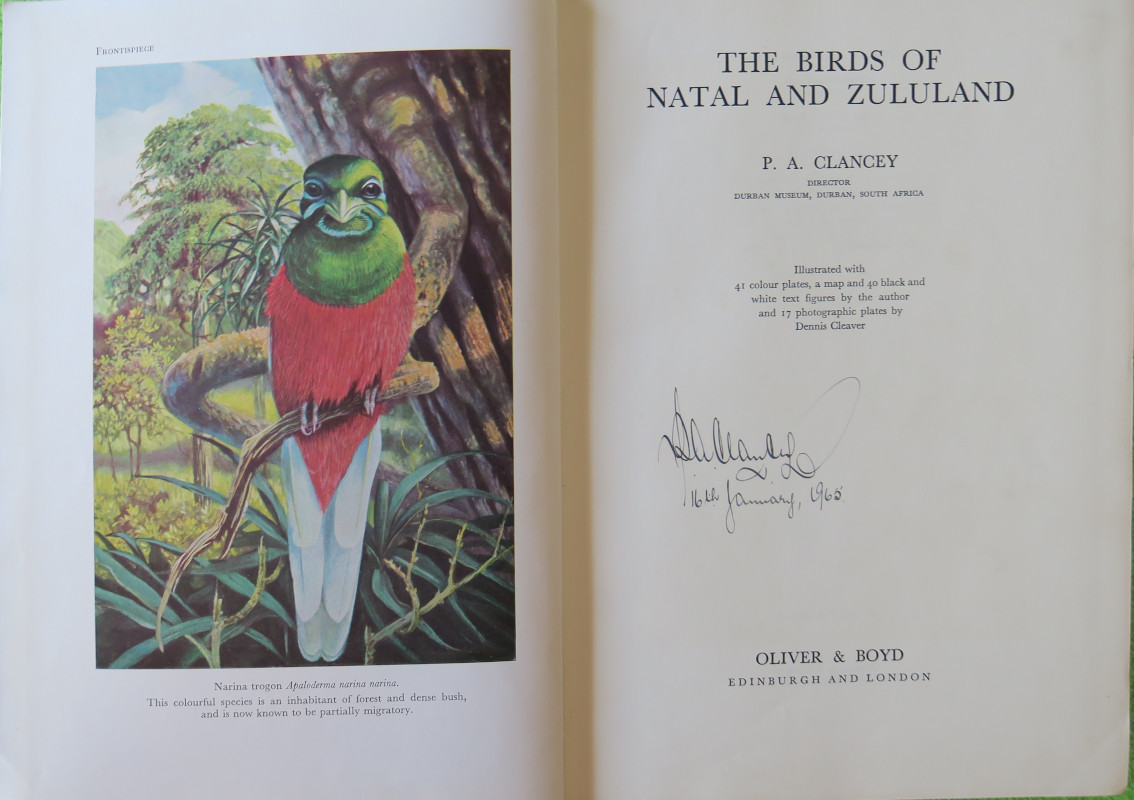 FRONTISPIECE
Narina trogon Apaloderma narina narina.
This colourful species is an inhabitant of forest and dense bush,
and is now known to be partially migratory.
THE BIRDS OF
NATAL AND ZULULAND
P. A. CLANCEY
DIRECTOR
DURBAN MUSEUM, DURBAN, SOUTH AFRICA
Illustrated with
41 colour plates, a map and 40 black and
white text figures by the author
and 17 photographic plates by
Dennis Cleaver
P.A. Clancey
16th January, 1965.
OLIVER & BOYD
EDINBURGH AND LONDON